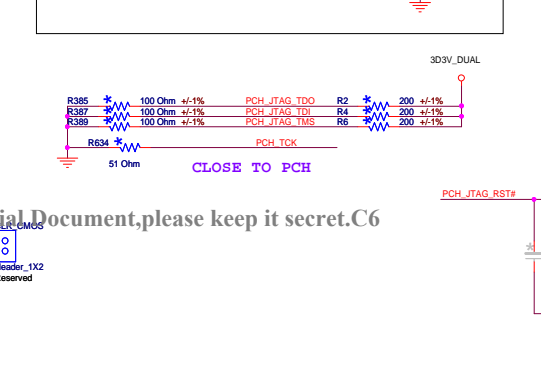 3D3V_DUAL
R385 100 Ohm +/-1% PCH_JTAG_TDO R2 200 +/-1%
R387 100 Ohm +/-1% PCH_JTAG_TDI R4 200 +/-1%
R389 100 Ohm +/-1% PCH_JTAG_TMS R6 200 +/-1%
R634 PCH_TCK
51 Ohm
CLOSE TO PCH
PCH_JTAG_RST#
ial Document,please keep it secret.C6
CLR_CMOS
eader_1X2
eserved